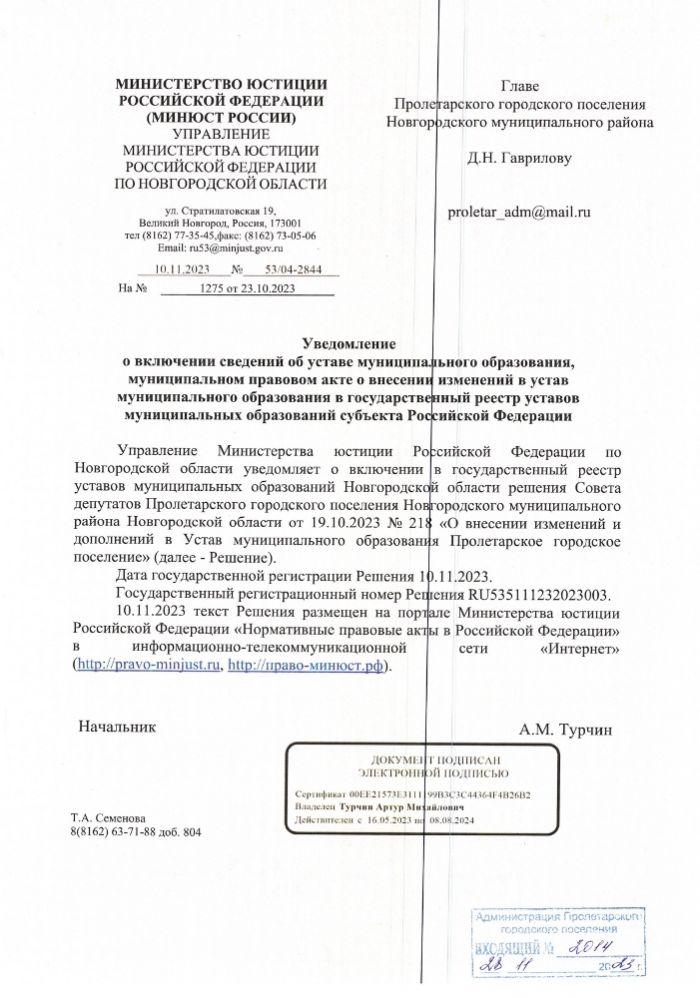 МИНИСТЕРСТВО ЮСТИЦИИ
РОССИЙСКОЙ ФЕДЕРАЦИИ
(МИНЮСТ РОССИИ)
УПРАВЛЕНИЕ
МИНИСТЕРСТВА ЮСТИЦИИ
РОССИЙСКОЙ ФЕДЕРАЦИИ
ПО НОВГОРОДСКОЙ ОБЛАСТИ
ул. Стратилатовская 19,
Великий Новгород, Россия, 173001
тел (8162) 77-35-45,факс: (8162) 73-05-06
Email: ru53@minjust.gov.ru
10.11.2023 № 53/04-2844
На № 1275 от 23.10.2023
Главе
Пролетарского городского поселения
Новгородского муниципального района
Д.Н. Гаврилову
proletar_adm@mail.ru
Уведомление
о включении сведений об уставе муниципального образования,
муниципальном правовом акте о внесении изменений в устав
муниципального образования в государственный реестр уставов
муниципальных образований субъекта Российской Федерации
Управление Министерства юстиции Российской Федерации по
Новгородской области уведомляет о включении в государственный реестр
уставов муниципальных образований Новгородской области решения Совета
депутатов Пролетарского городского поселения Новгородского муниципального
района Новгородской области от 19.10.2023 № 218 «О внесении изменений и
дополнений в Устав муниципального образования Пролетарское городское
поселение» (далее - Решение).
Дата государственной регистрации Решения 10.11.2023.
Государственный регистрационный номер Решения RU535111232023003.
10.11.2023 текст Решения размещен на портале Министерства юстиции
Российской Федерации «Нормативные правовые акты в Российской Федерации»
в информационно-телекоммуникационной сети «Интернет»
(http://pravo-minjust.ru, http://право-минюст.рф).
Начальник А.М. Турчин
ДОКУМЕНТ ПОДПИСАН
ЭЛЕКТРОННОЙ ПОДПИСЬЮ
Сертификат 00EF21573E3111 99B3C3C44364F4B26B2
Владелец Турчин Артур Михайлович
Действителен с 16.05.2023 по 08.08.2024
Т.А. Семенова
8(8162) 63-71-88 доб. 804
Администрация Пролетарского
городского поселения
ВХОДЯЩИЙ № 2014
28 11 2023 г.